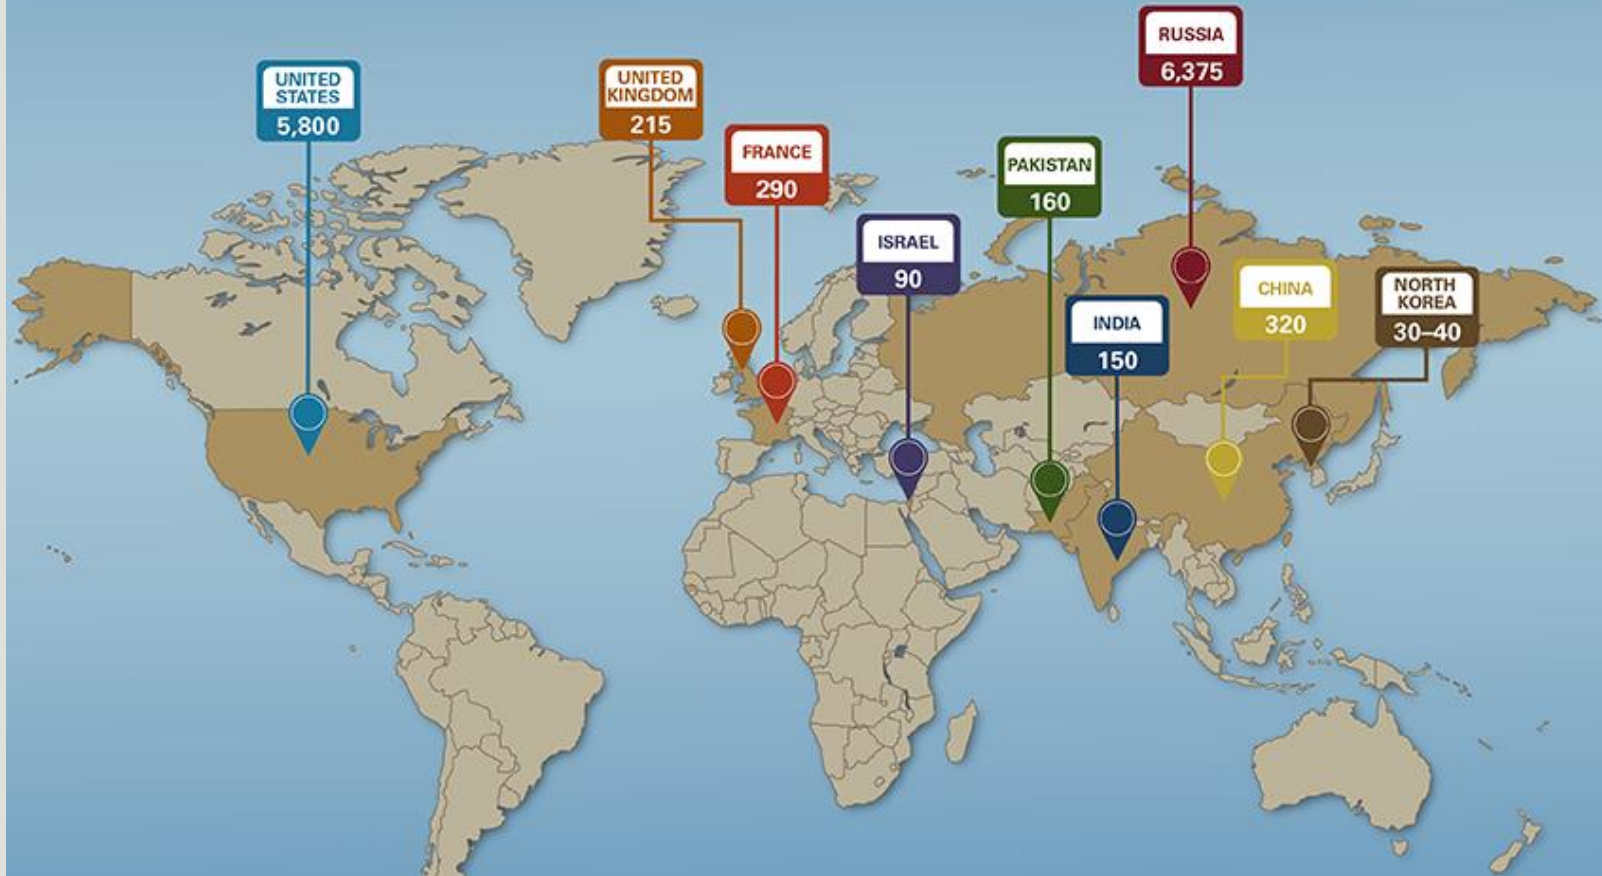 UNITED
STATES
5,800
UNITED
KINGDOM
215
FRANCE
290
ISRAEL
90
PAKISTAN
160
INDIA
150
RUSSIA
6,375
CHINA
320
NORTH
KOREA
30–40